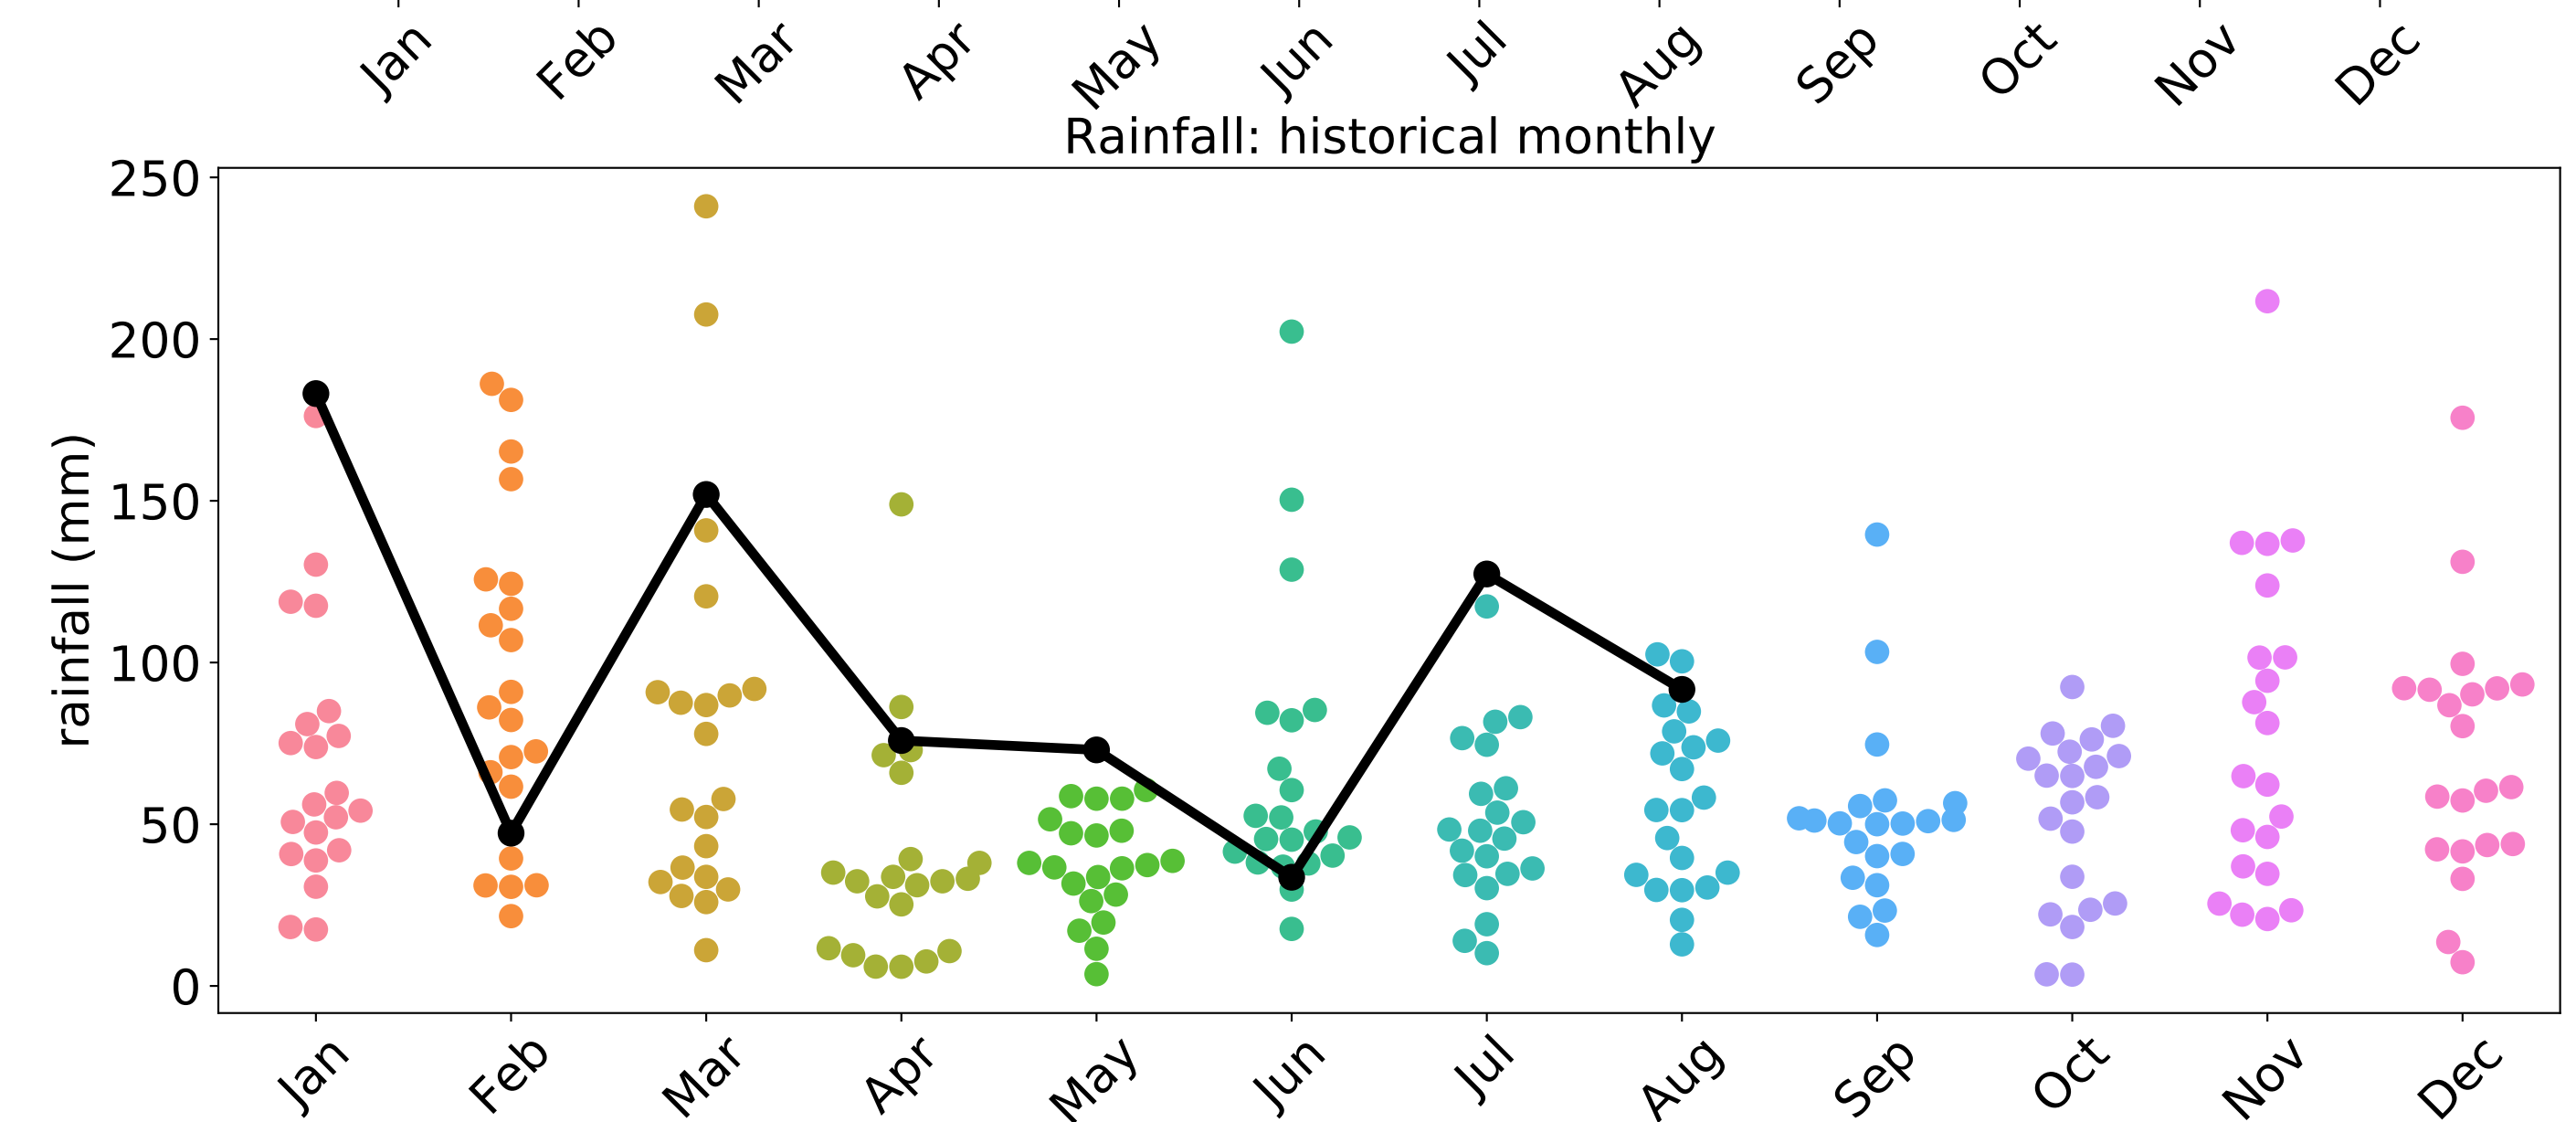 Jan Feb Mar Apr May Jun Jul Aug Sep Oct Nov Dec
Rainfall: historical monthly
250
200
150
100
50
0
rainfall (mm)
Jan Feb Mar Apr May Jun Jul Aug Sep Oct Nov Dec